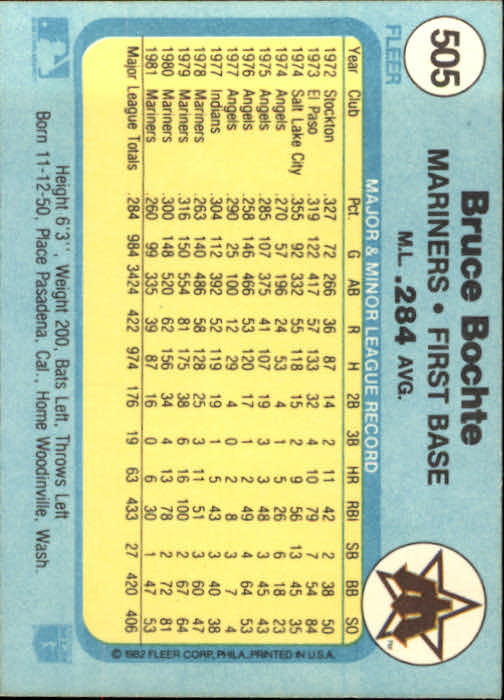 505
FLEER
Bruce Bochte
MARINERS • FIRST BASE
M.L. .284 AVG.
MAJOR & MINOR LEAGUE RECORD
Year Club Pct. G AB R H 2B 3B HR RBI SB BB SO
1972 Stockton .327 72 266 36 87 14 2 11 42 2 38 50
1973 El Paso .319 122 417 57 133 32 4 10 79 7 54 84
1974 Salt Lake City .355 92 332 55 118 15 2 9 56 13 45 35
1974 Angels .270 57 196 24 53 4 1 5 26 6 18 23
1975 Angels .285 107 375 41 107 19 3 3 48 3 45 43
1976 Angels .258 146 466 53 120 17 1 2 49 4 64 53
1977 Angels .290 25 100 12 29 4 0 2 8 3 7 4
1977 Indians .304 112 392 52 119 19 1 5 43 3 40 38
1978 Mariners .263 140 486 58 128 25 3 11 51 3 60 47
1979 Mariners .316 150 554 81 175 38 6 16 100 2 67 64
1980 Mariners .300 148 520 62 156 34 4 13 78 2 72 81
1981 Mariners .260 99 335 39 87 16 0 6 30 1 47 53
Major League Totals .284 984 3424 422 974 176 19 63 433 27 420 406
© 1982 FLEER CORP., PHILA., PRINTED IN U.S.A.
Height 6'3", Weight 200, Bats Left, Throws Left
Born 11-12-50, Place Pasadena, Cal., Home Woodinville, Wash.